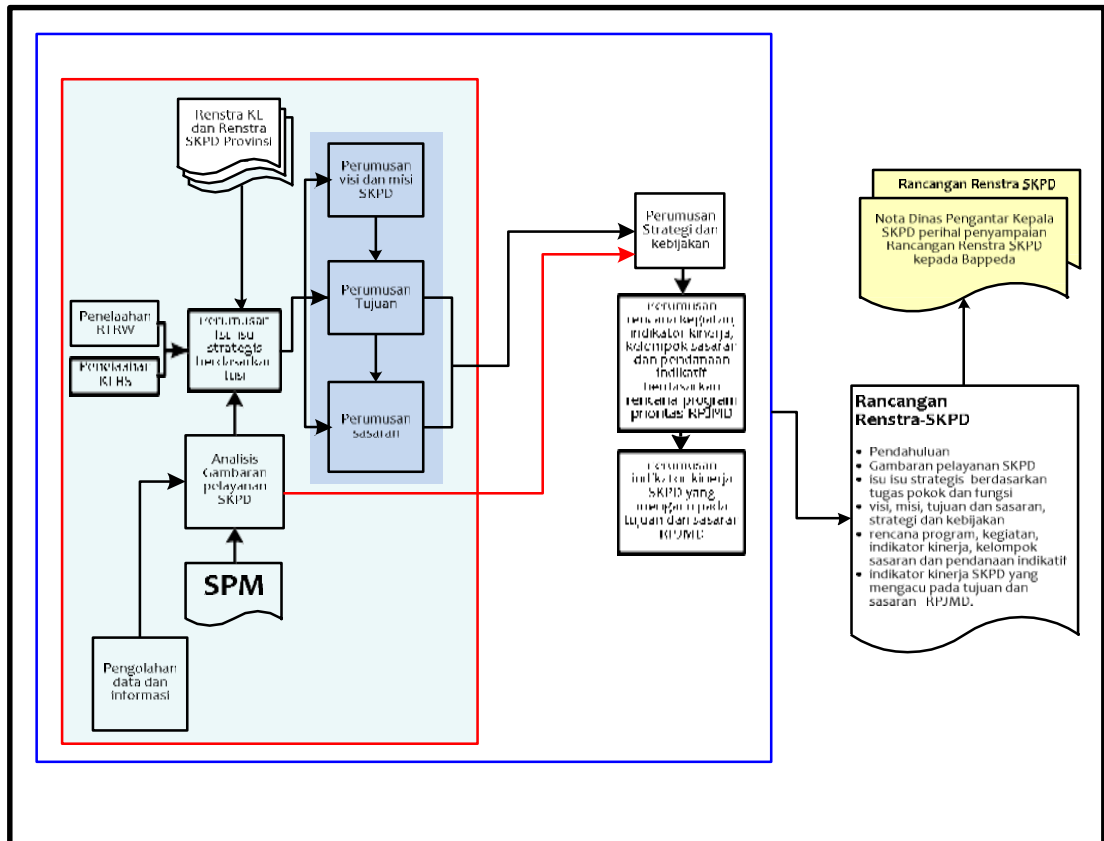 Renstra KL
dan Renstra
SKPD Provinsi
Perumusan
visi dan misi
SKPD
Perumusan
Tujuan
Perumusan
sasaran
Penelaahan
RTRW
Penelaahan
KLHS
Perumusan
Isu-isu
strategis
berdasarkan
tusi
Analisis
Gambaran
pelayanan
SKPD
SPM
Pengolahan
data dan
informasi
Perumusan
Strategi dan
kebijakan
Perumusan
rencana kegiatan,
indikator kinerja,
kelompok sasaran
dan pendanaan
indikatif
berdasarkan
rencana program
prioritas RPJMD
Perumusan
indikator kinerja
SKPD yang
mengacu pada
tujuan dan sasaran
RPJMD
Rancangan Renstra SKPD
Nota Dinas Pengantar Kepala
SKPD perihal penyampaian
Rancangan Renstra SKPD
kepada Bappeda
Rancangan
Renstra-SKPD
• Pendahuluan
• Gambaran pelayanan SKPD
• isu isu strategis berdasarkan
tugas pokok dan fungsi
• visi, misi, tujuan dan sasaran,
strategi dan kebijakan
• rencana program, kegiatan,
indikator kinerja, kelompok
sasaran dan pendanaan indikatif
• indikator kinerja SKPD yang
mengacu pada tujuan dan
sasaran RPJMD.